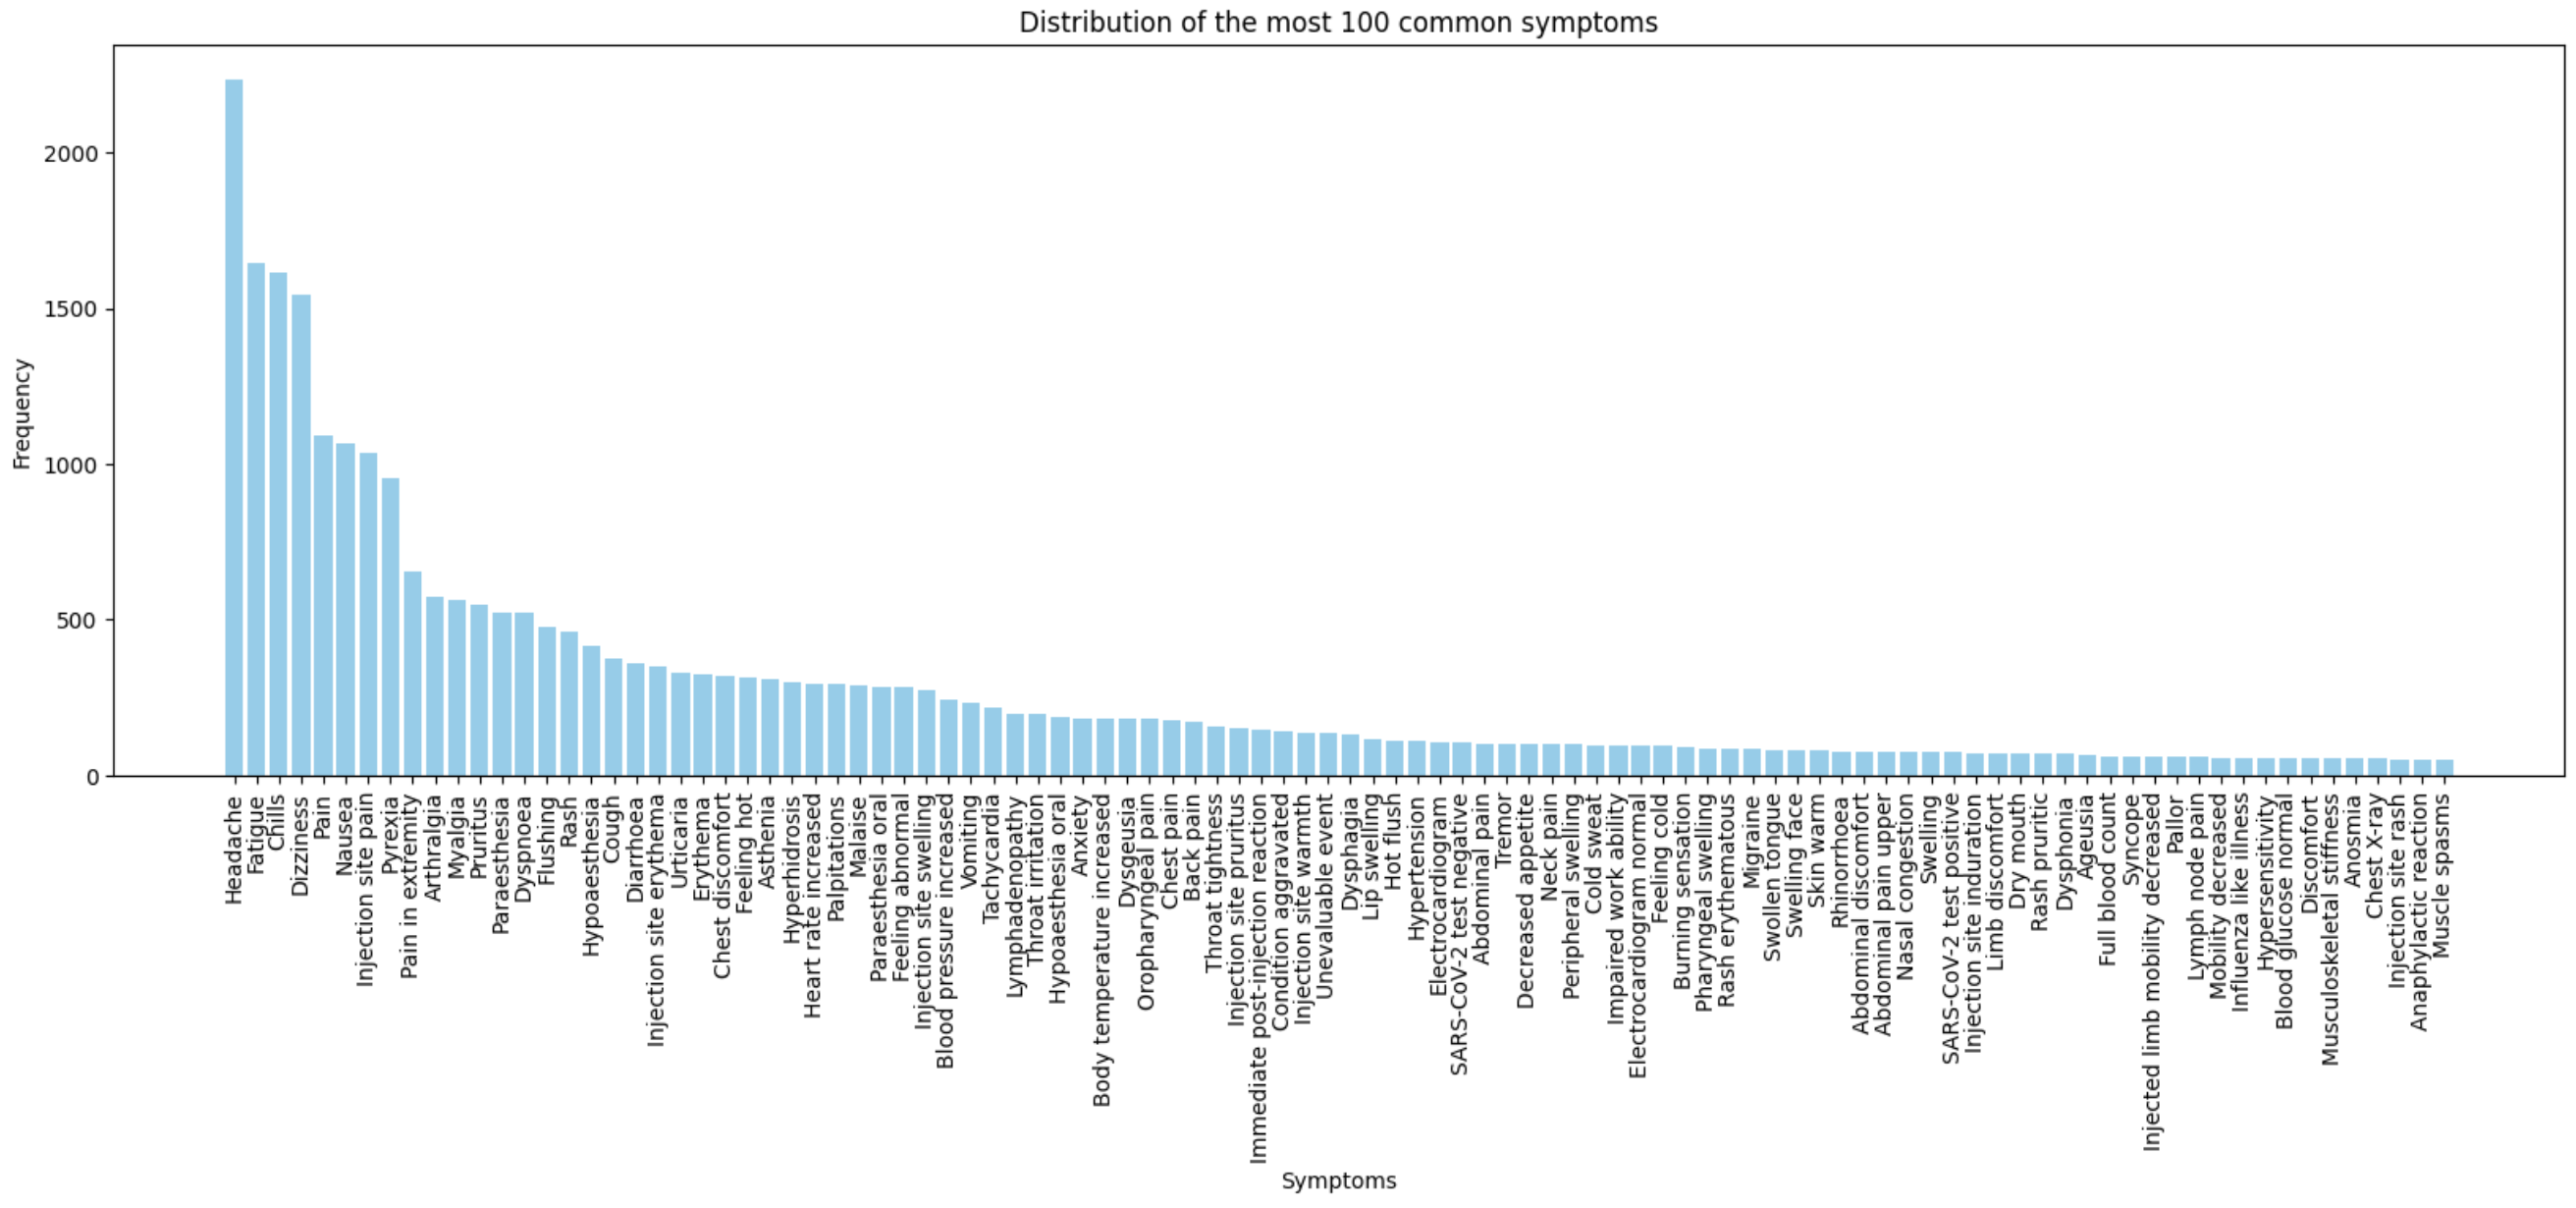 Distribution of the most 100 common symptoms
Frequency
2000
1500
1000
500
0
Headache
Fatigue
Chills
Dizziness
Pain
Nausea
Injection site pain
Pyrexia
Pain in extremity
Arthralgia
Myalgia
Pruritus
Paraesthesia
Dyspnoea
Flushing
Rash
Hypoaesthesia
Cough
Diarrhoea
Injection site erythema
Urticaria
Erythema
Chest discomfort
Feeling hot
Asthenia
Hyperhidrosis
Heart rate increased
Palpitations
Malaise
Paraesthesia oral
Feeling abnormal
Injection site swelling
Blood pressure increased
Vomiting
Tachycardia
Lymphadenopathy
Throat irritation
Hypoaesthesia oral
Anxiety
Body temperature increased
Dysgeusia
Oropharyngeal pain
Chest pain
Back pain
Throat tightness
Injection site pruritus
Immediate post-injection reaction
Condition aggravated
Injection site warmth
Unevaluable event
Dysphagia
Lip swelling
Hot flush
Hypertension
Electrocardiogram
SARS-CoV-2 test negative
Abdominal pain
Tremor
Decreased appetite
Neck pain
Peripheral swelling
Cold sweat
Impaired work ability
Electrocardiogram normal
Feeling cold
Burning sensation
Pharyngeal swelling
Rash erythematous
Migraine
Swollen tongue
Swelling face
Skin warm
Rhinorrhoea
Abdominal discomfort
Abdominal pain upper
Nasal congestion
Swelling
SARS-CoV-2 test positive
Injection site induration
Limb discomfort
Dry mouth
Rash pruritic
Dysphonia
Ageusia
Full blood count
Syncope
Injected limb mobility decreased
Pallor
Lymph node pain
Mobility decreased
Influenza like illness
Hypersensitivity
Blood glucose normal
Discomfort
Musculoskeletal stiffness
Anosmia
Chest X-ray
Injection site rash
Anaphylactic reaction
Muscle spasms
Symptoms